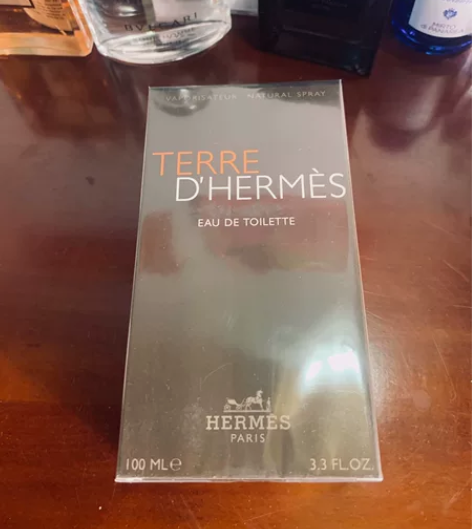 BVLGARI
VAPORISATEUR NATURAL SPRAY
TERRE
D'HERMÈS
EAU DE TOILETTE
HERMÈS
PARIS
100 ML ℮
3.3 FL.OZ.